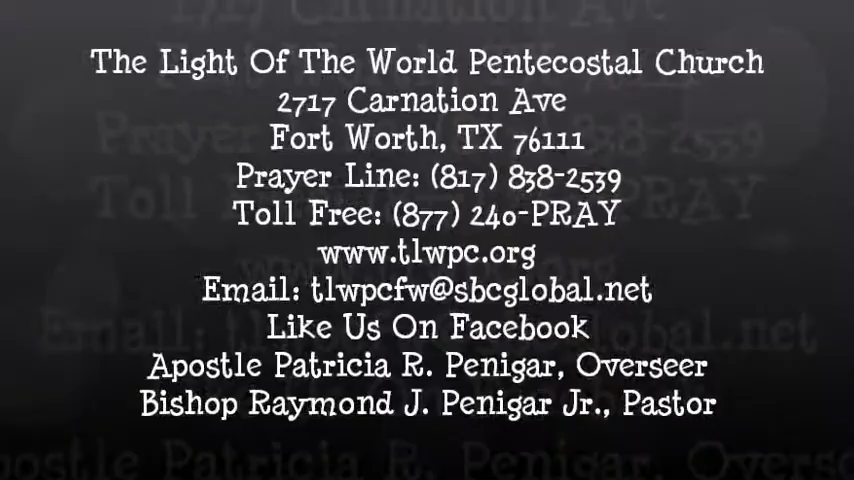 The Light Of The World Pentecostal Church
2717 Carnation Ave
Fort Worth, TX 76111
Prayer Line: (817) 838-2539
Toll Free: (877) 240-PRAY
www.tlwpc.org
Email: tlwpcfw@sbcglobal.net
Like Us On Facebook
Apostle Patricia R. Penigar, Overseer
Bishop Raymond J. Penigar Jr., Pastor